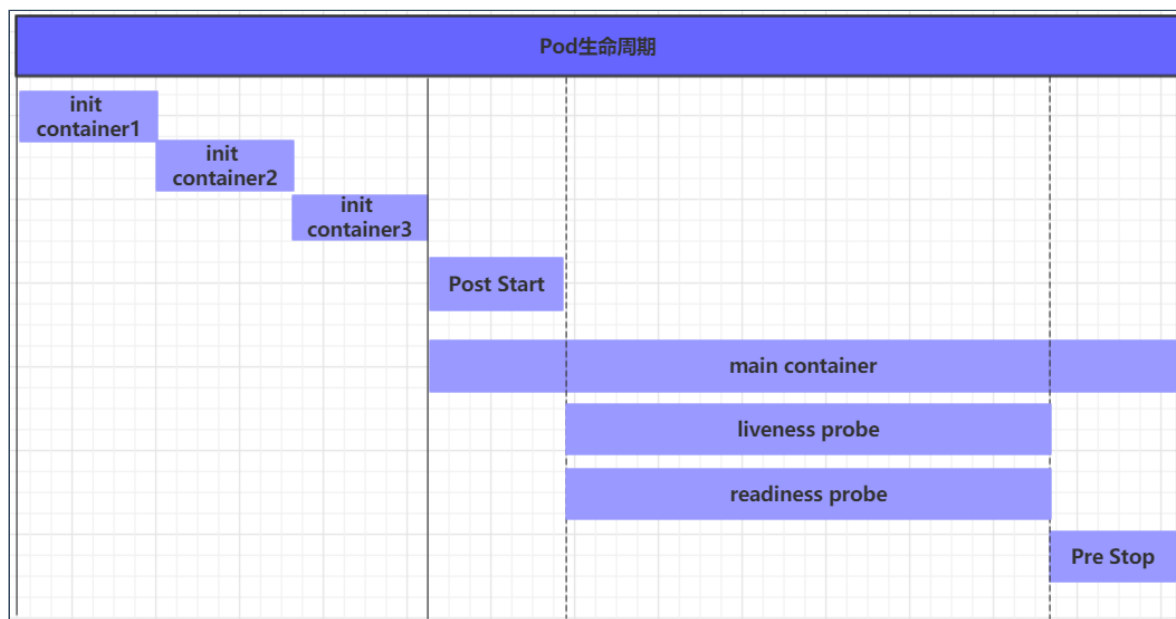 Pod生命周期
init
container1
init
container2
init
container3
Post Start
main container
liveness probe
readiness probe
Pre Stop